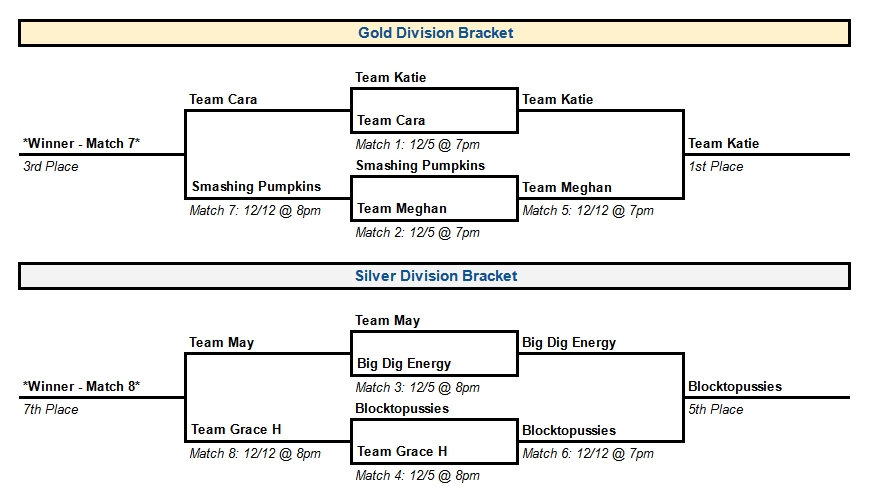 Gold Division Bracket
Team Katie
Team Cara
Team Cara
Team Katie
Match 1: 12/5 @ 7pm
*Winner - Match 7*
Team Katie
3rd Place
1st Place
Smashing Pumpkins
Smashing Pumpkins
Team Meghan
Team Meghan
Match 7: 12/12 @ 8pm
Match 5: 12/12 @ 7pm
Match 2: 12/5 @ 7pm
Silver Division Bracket
Team May
Team May
Big Dig Energy
Big Dig Energy
Match 3: 12/5 @ 8pm
*Winner - Match 8*
Blocktopussies
7th Place
5th Place
Blocktopussies
Team Grace H
Blocktopussies
Team Grace H
Match 8: 12/12 @ 8pm
Match 6: 12/12 @ 7pm
Match 4: 12/5 @ 8pm